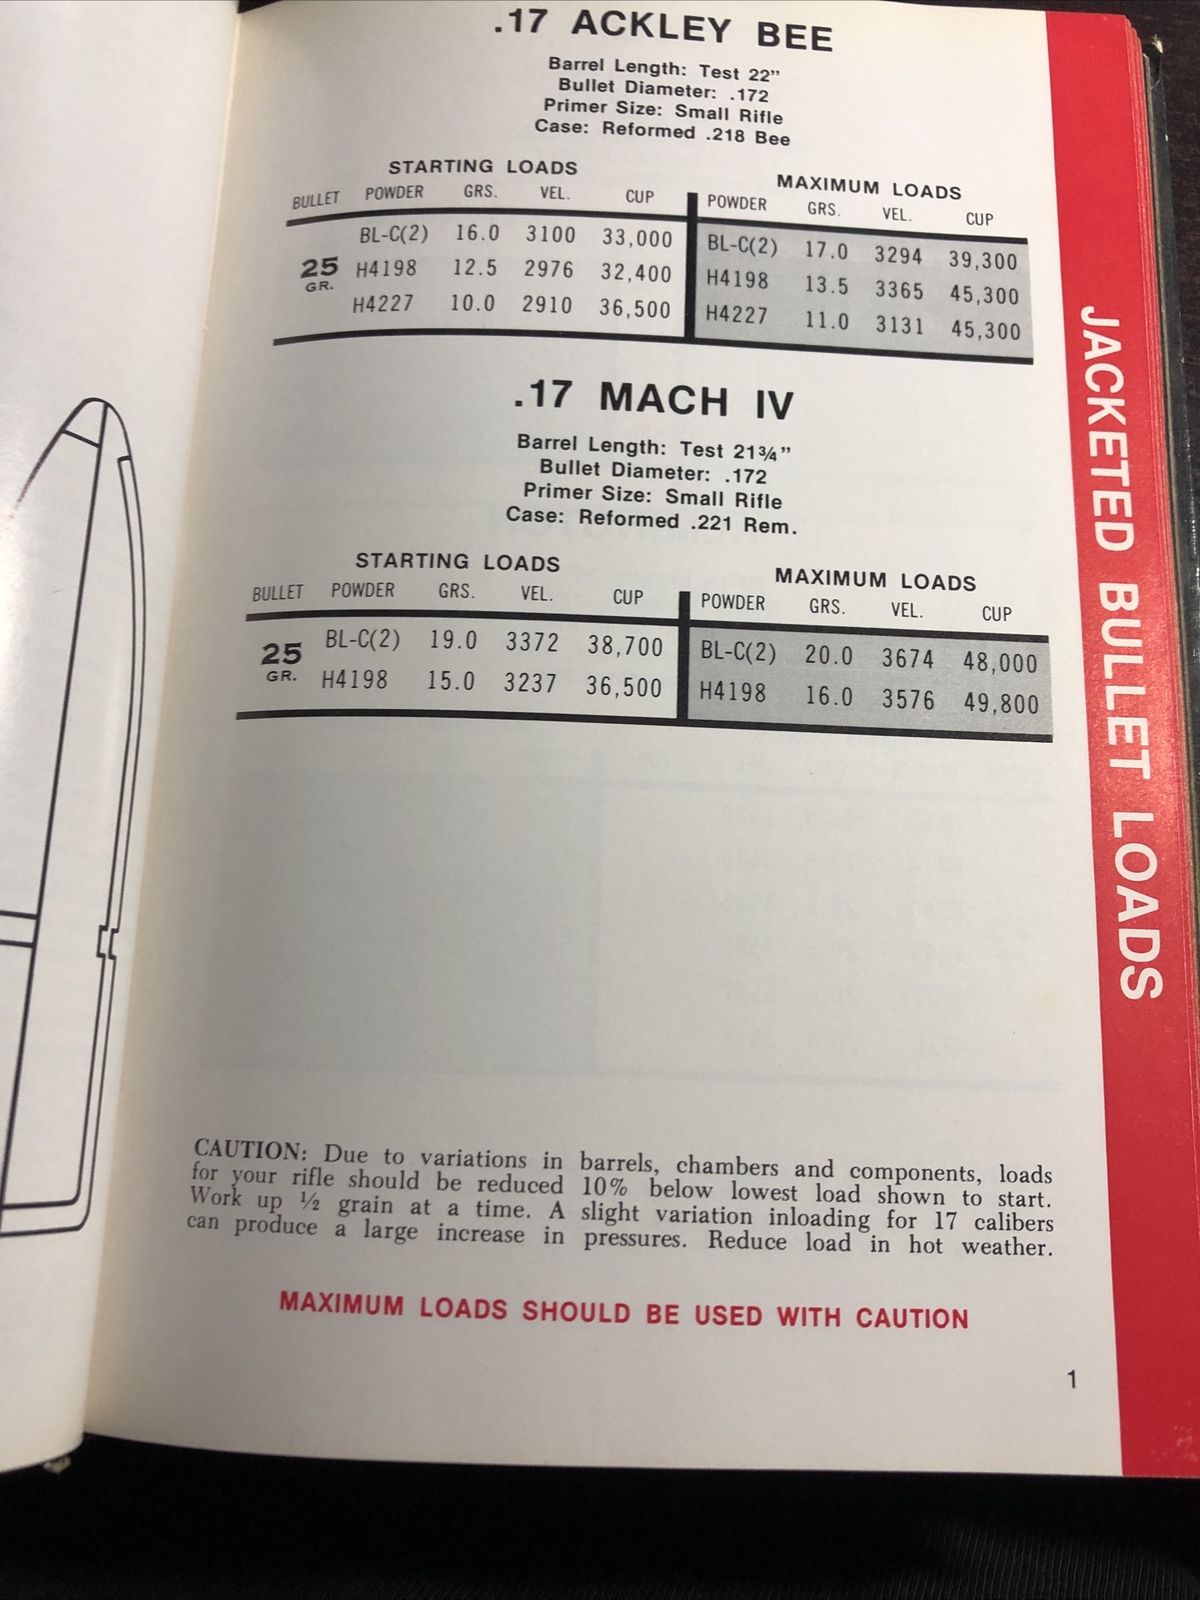 .17 ACKLEY BEE
Barrel Length: Test 22"
Bullet Diameter: .172
Primer Size: Small Rifle
Case: Reformed .218 Bee
STARTING LOADS MAXIMUM LOADS
BULLET POWDER GRS. VEL. CUP POWDER GRS. VEL. CUP
25 GR.
BL-C(2) 16.0 3100 33,000 BL-C(2) 17.0 3294 39,300
H4198 12.5 2976 32,400 H4198 13.5 3365 45,300
H4227 10.0 2910 36,500 H4227 11.0 3131 45,300
.17 MACH IV
Barrel Length: Test 21¾"
Bullet Diameter: .172
Primer Size: Small Rifle
Case: Reformed .221 Rem.
STARTING LOADS MAXIMUM LOADS
BULLET POWDER GRS. VEL. CUP POWDER GRS. VEL. CUP
25 GR.
BL-C(2) 19.0 3372 38,700 BL-C(2) 20.0 3674 48,000
H4198 15.0 3237 36,500 H4198 16.0 3576 49,800
CAUTION: Due to variations in barrels, chambers and components, loads
for your rifle should be reduced 10% below lowest load shown to start.
Work up ½ grain at a time. A slight variation inloading for 17 calibers
can produce a large increase in pressures. Reduce load in hot weather.
MAXIMUM LOADS SHOULD BE USED WITH CAUTION
1
JACKETED BULLET LOADS